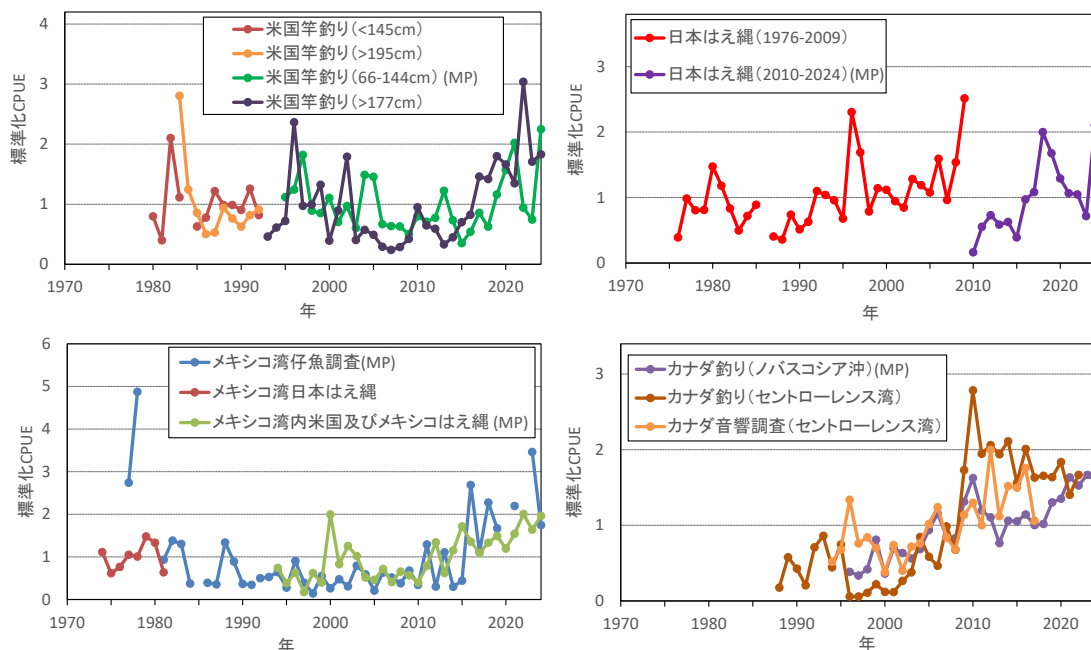 4
3
2
1
0
標準化CPUE
米国竿釣り(<145cm)
米国竿釣り(>195cm)
米国竿釣り(66-144cm) (MP)
米国竿釣り(>177cm)
1970
1980
1990
2000
2010
2020
年
3
2
1
0
標準化CPUE
日本はえ縄(1976-2009)
日本はえ縄(2010-2024)(MP)
1970
1980
1990
2000
2010
2020
年
6
5
4
3
2
1
0
標準化CPUE
メキシコ湾仔魚調査(MP)
メキシコ湾日本はえ縄
メキシコ湾内米国及びメキシコはえ縄 (MP)
1970
1980
1990
2000
2010
2020
年
3
2
1
0
標準化CPUE
カナダ釣り(ノバスコシア沖)(MP)
カナダ釣り(セントローレンス湾)
カナダ音響調査(セントローレンス湾)
1970
1980
1990
2000
2010
2020
年